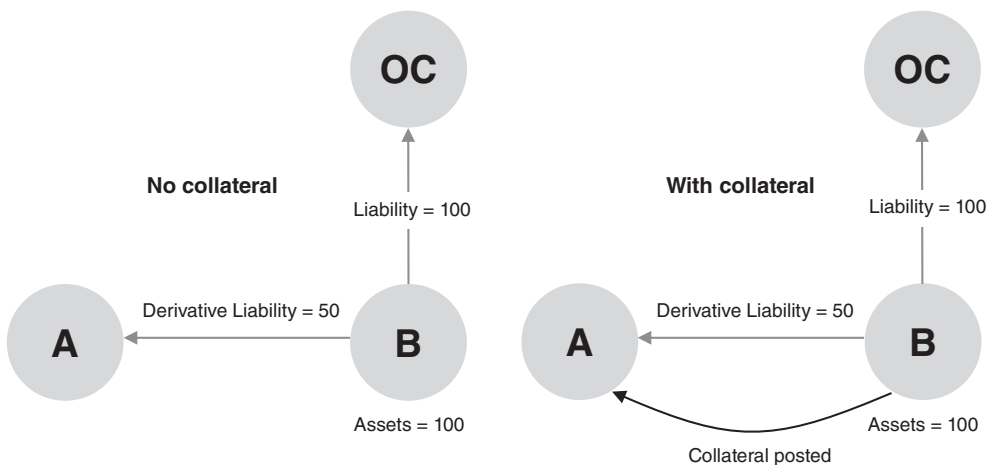 OC
No collateral
Liability = 100
Derivative Liability = 50
A
B
Assets = 100
OC
With collateral
Liability = 100
Derivative Liability = 50
A
B
Assets = 100
Collateral posted